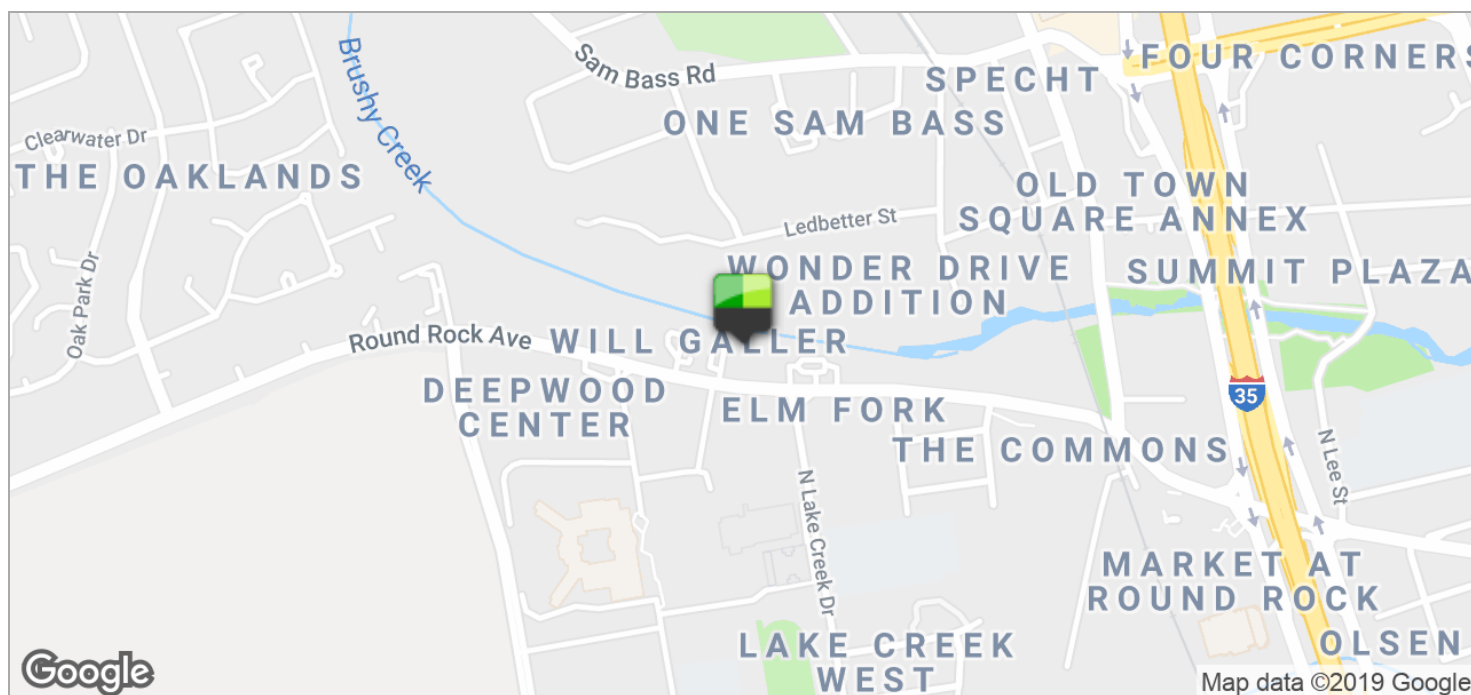 FOUR CORNERS
Sam Bass Rd
SPECHT
Brushy Creek
ONE SAM BASS
Clearwater Dr
THE OAKLANDS
OLD TOWN
SQUARE ANNEX
Ledbetter St
WONDER DRIVE
ADDITION
SUMMIT PLAZA
Oak Park Dr
Round Rock Ave
WILL GALLER
DEEPWOOD
CENTER
ELM FORK
35
THE COMMONS
N Lee St
N Lake Creek Dr
MARKET AT
ROUND ROCK
LAKE CREEK
WEST
OLSEN
Google
Map data ©2019 Google